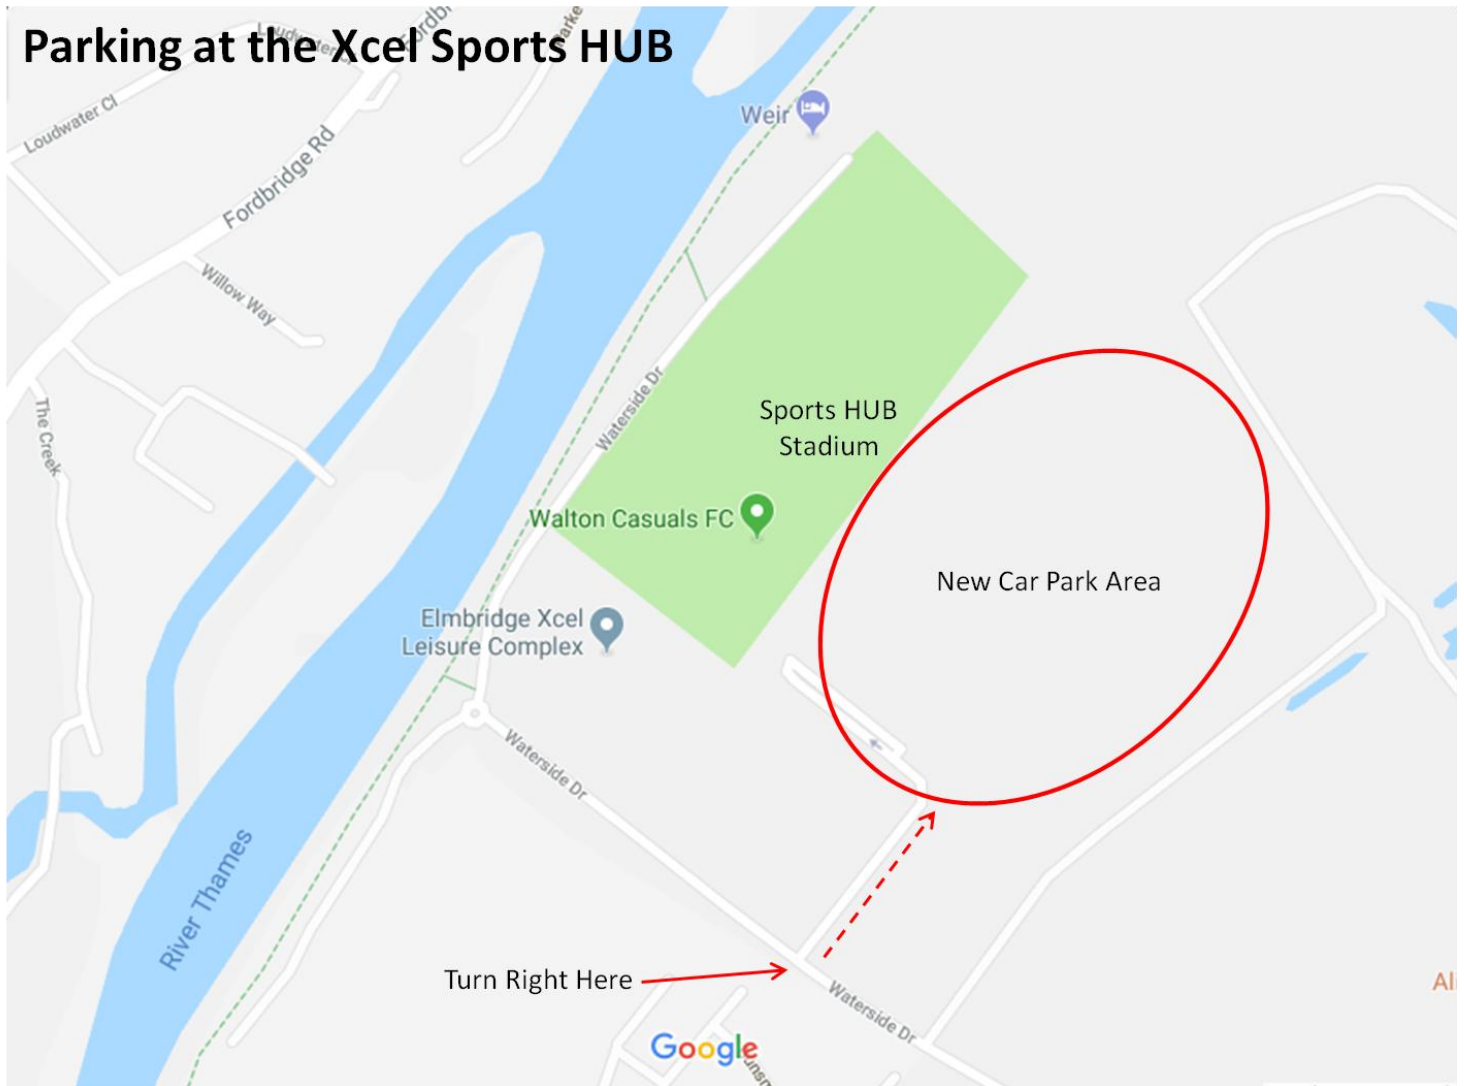 Parking at the Xcel Sports HUB
Loudwater Cl
Loudwater Cl
Fordbridge Rd
Weir
Willow Way
The Creek
Waterside Dr
Sports HUB
Stadium
Walton Casuals FC
New Car Park Area
Elmbridge Xcel
Leisure Complex
Waterside Dr
River Thames
Turn Right Here
Waterside Dr
Google